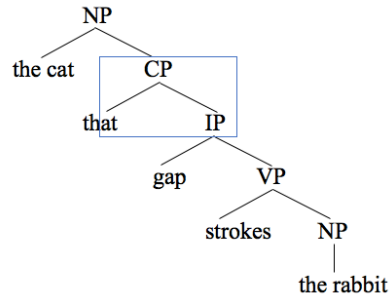 NP
the cat CP
that IP
gap VP
strokes NP
the rabbit